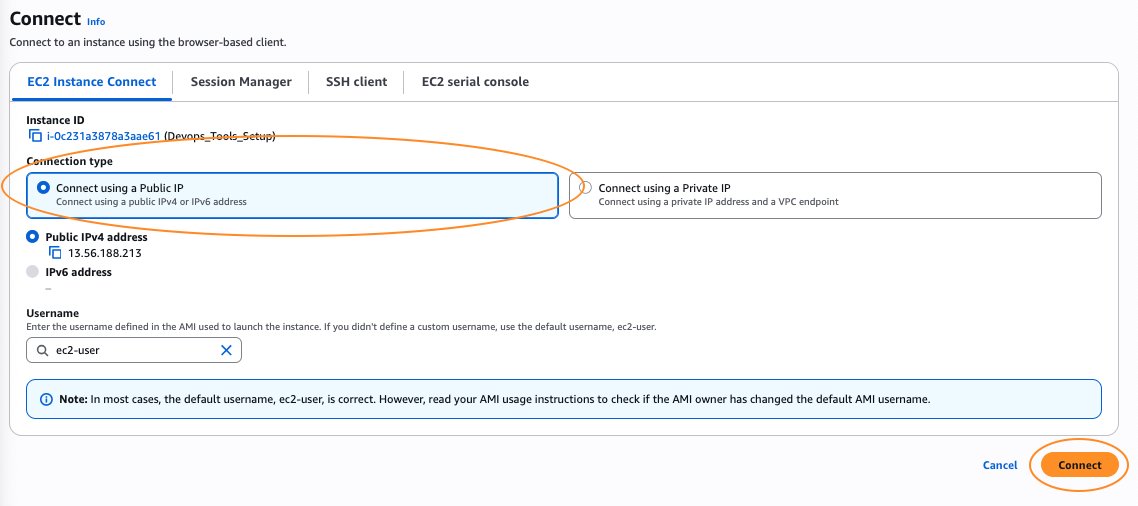 Connect Info
Connect to an instance using the browser-based client.
EC2 Instance Connect Session Manager SSH client EC2 serial console
Instance ID
i-0c231a3878a3aae61 (Devops_Tools_Setup)
Connection type
Connect using a Public IP
Connect using a public IPv4 or IPv6 address
Connect using a Private IP
Connect using a private IP address and a VPC endpoint
Public IPv4 address
13.56.188.213
IPv6 address
–
Username
Enter the username defined in the AMI used to launch the instance. If you didn't define a custom username, use the default username, ec2-user.
ec2-user
Note: In most cases, the default username, ec2-user, is correct. However, read your AMI usage instructions to check if the AMI owner has changed the default AMI username.
Cancel Connect